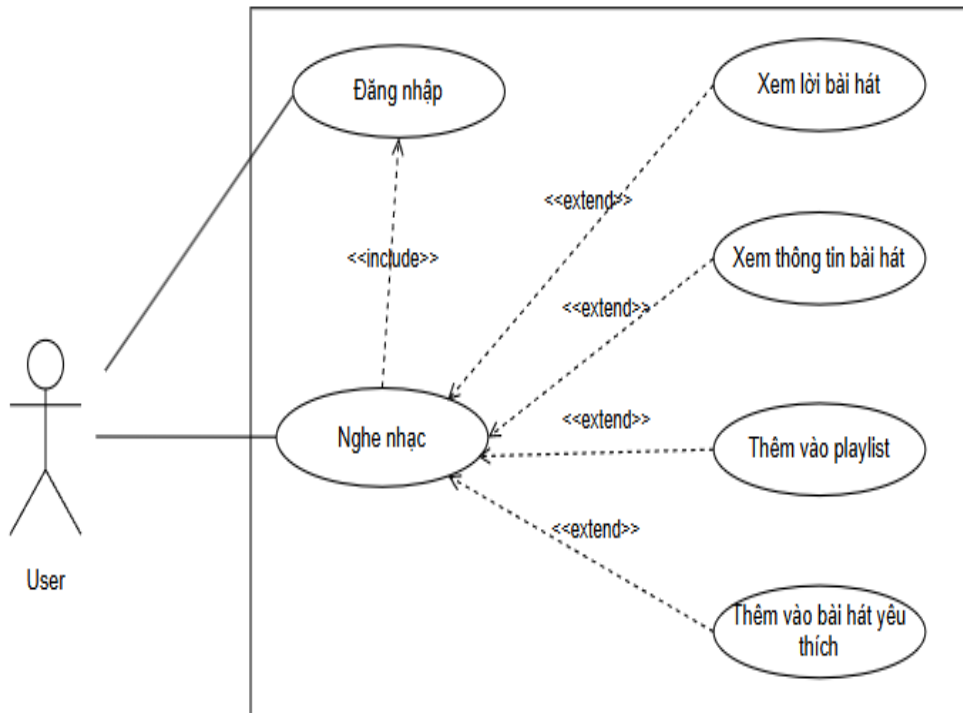 Đăng nhập
Xem lời bài hát
<<extend>>
Xem thông tin bài hát
<<include>>
<<extend>>
<<extend>>
Nghe nhạc
Thêm vào playlist
<<extend>>
User
Thêm vào bài hát yêu
thích